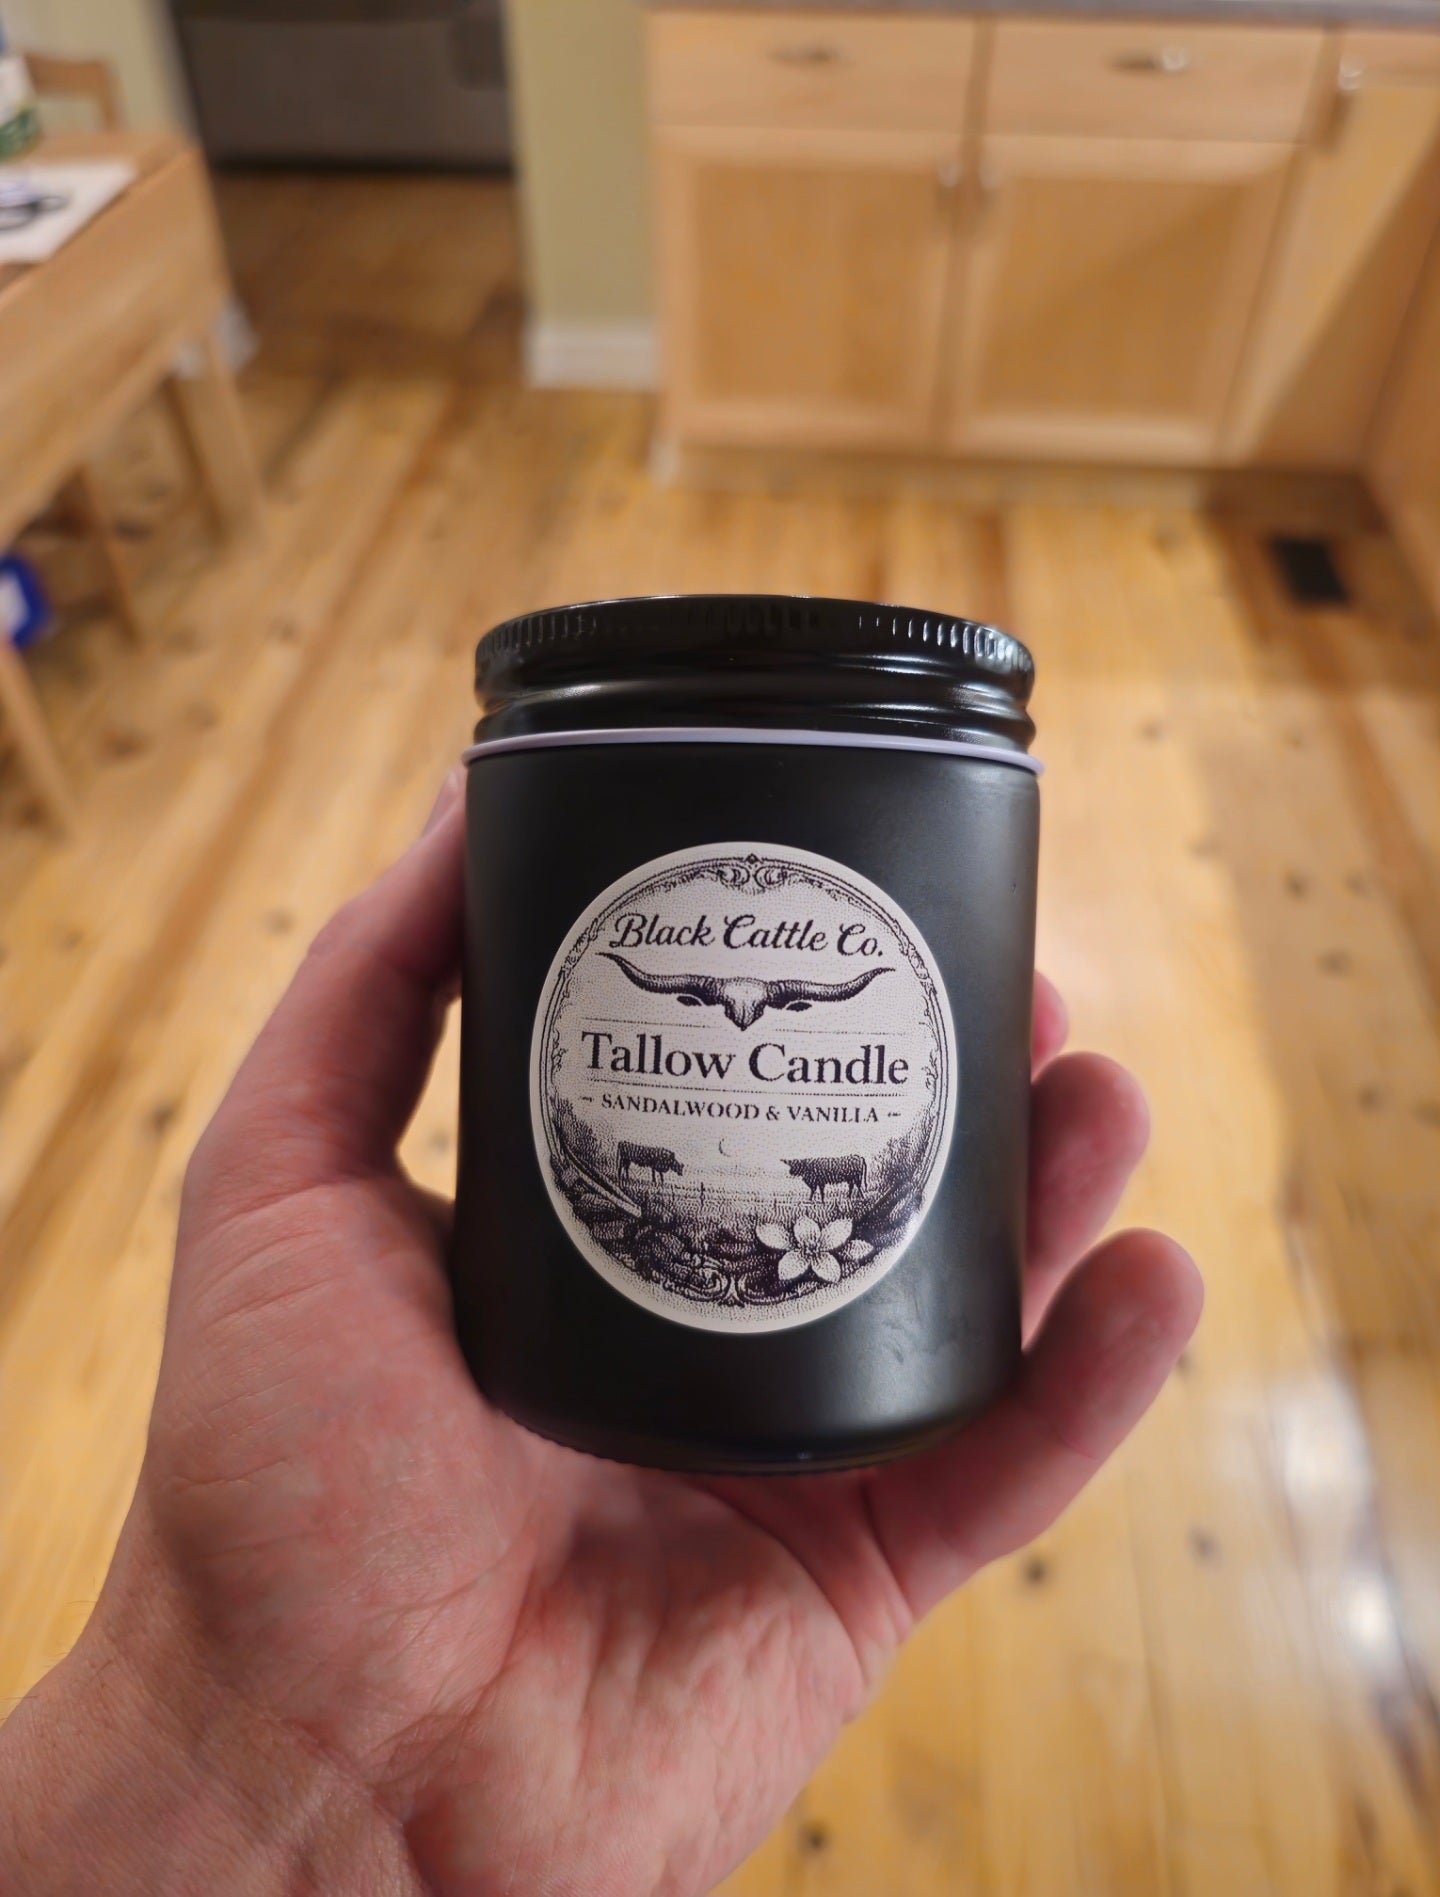 Black Cattle Co.
Tallow Candle
- SANDALWOOD & VANILLA -